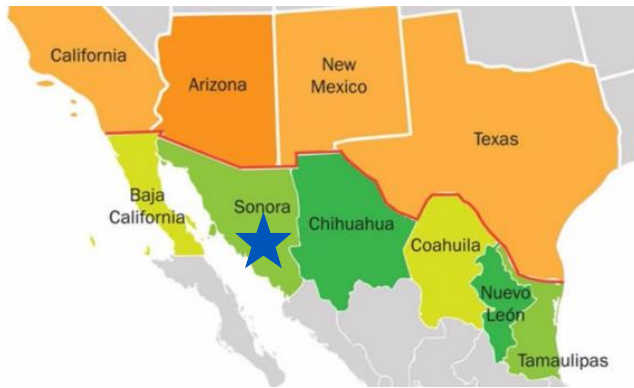 California
Arizona
New
Mexico
Texas
Baja
California
Sonora
Chihuahua
Coahuila
Nuevo
León
Tamaulipas